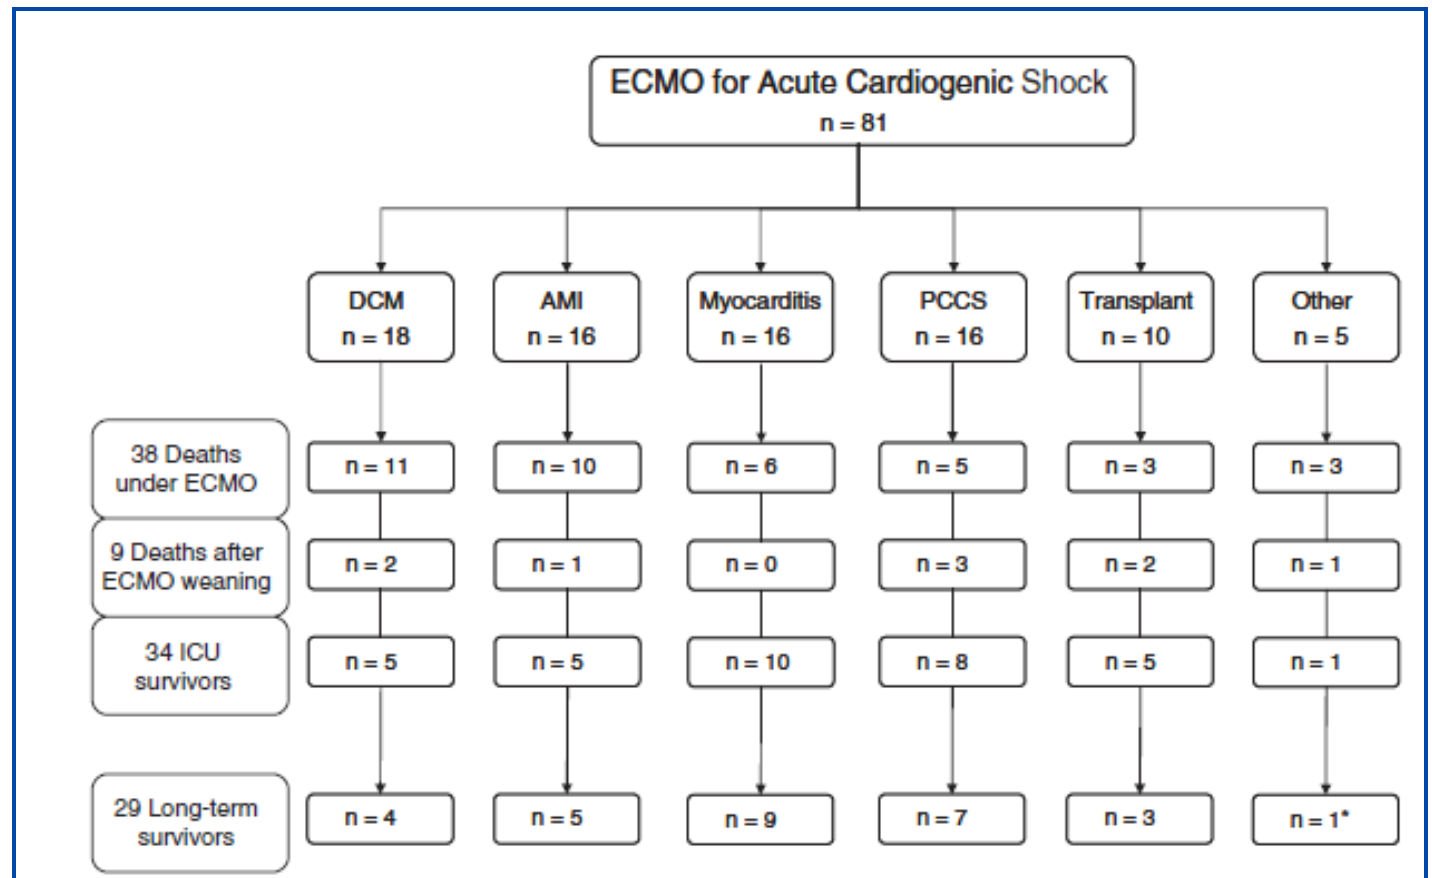 ECMO for Acute Cardiogenic Shock
n = 81
DCM
n = 18
AMI
n = 16
Myocarditis
n = 16
PCCS
n = 16
Transplant
n = 10
Other
n = 5
38 Deaths
under ECMO
n = 11
n = 10
n = 6
n = 5
n = 3
n = 3
9 Deaths after
ECMO weaning
n = 2
n = 1
n = 0
n = 3
n = 2
n = 1
34 ICU
survivors
n = 5
n = 5
n = 10
n = 8
n = 5
n = 1
29 Long-term
survivors
n = 4
n = 5
n = 9
n = 7
n = 3
n = 1*